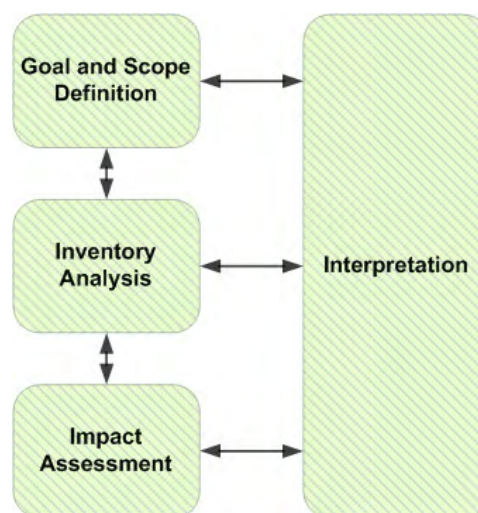 Goal and Scope
Definition
Inventory
Analysis
Interpretation
Impact
Assessment